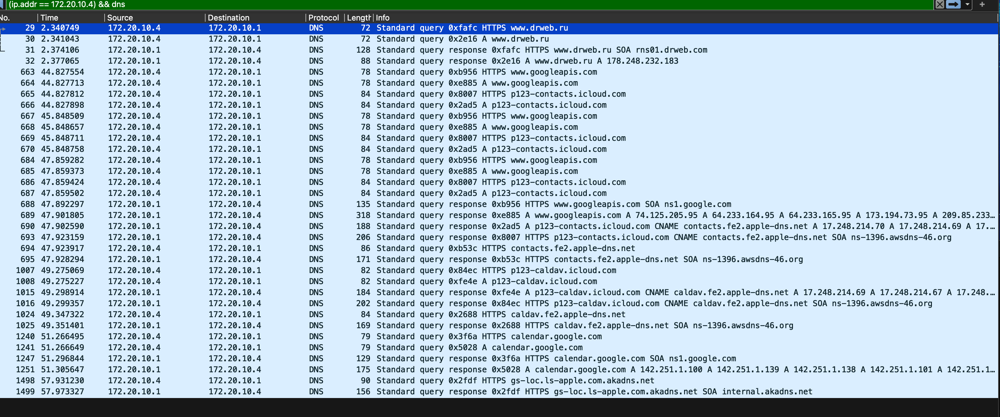 (ip.addr == 172.20.10.4) && dns
No. Time Source Destination Protocol Length Info
29 2.340749 172.20.10.4 172.20.10.1 DNS 72 Standard query 0xfafc HTTPS www.drweb.ru
30 2.341043 172.20.10.4 172.20.10.1 DNS 72 Standard query 0x2e16 A www.drweb.ru
31 2.374106 172.20.10.1 172.20.10.4 DNS 128 Standard query response 0xfafc HTTPS www.drweb.ru SOA rns01.drweb.com
32 2.377065 172.20.10.1 172.20.10.4 DNS 88 Standard query response 0x2e16 A www.drweb.ru A 178.248.232.183
663 44.827554 172.20.10.4 172.20.10.1 DNS 78 Standard query 0xb956 HTTPS www.googleapis.com
664 44.827713 172.20.10.4 172.20.10.1 DNS 78 Standard query 0xe885 A www.googleapis.com
665 44.827812 172.20.10.4 172.20.10.1 DNS 84 Standard query 0x8007 HTTPS p123-contacts.icloud.com
666 44.827898 172.20.10.4 172.20.10.1 DNS 84 Standard query 0x2ad5 A p123-contacts.icloud.com
667 45.848509 172.20.10.4 172.20.10.1 DNS 78 Standard query 0xb956 HTTPS www.googleapis.com
668 45.848657 172.20.10.4 172.20.10.1 DNS 78 Standard query 0xe885 A www.googleapis.com
669 45.848711 172.20.10.4 172.20.10.1 DNS 84 Standard query 0x8007 HTTPS p123-contacts.icloud.com
670 45.848758 172.20.10.4 172.20.10.1 DNS 84 Standard query 0x2ad5 A p123-contacts.icloud.com
684 47.859282 172.20.10.4 172.20.10.1 DNS 78 Standard query 0xb956 HTTPS www.googleapis.com
685 47.859373 172.20.10.4 172.20.10.1 DNS 78 Standard query 0xe885 A www.googleapis.com
686 47.859424 172.20.10.4 172.20.10.1 DNS 84 Standard query 0x8007 HTTPS p123-contacts.icloud.com
687 47.859502 172.20.10.4 172.20.10.1 DNS 84 Standard query 0x2ad5 A p123-contacts.icloud.com
688 47.892297 172.20.10.1 172.20.10.4 DNS 135 Standard query response 0xb956 HTTPS www.googleapis.com SOA ns1.google.com
689 47.901805 172.20.10.1 172.20.10.4 DNS 318 Standard query response 0xe885 A www.googleapis.com A 74.125.205.95 A 64.233.164.95 A 64.233.165.95 A 173.194.73.95 A 209.85.233…
690 47.902590 172.20.10.1 172.20.10.4 DNS 188 Standard query response 0x2ad5 A p123-contacts.icloud.com CNAME contacts.fe2.apple-dns.net A 17.248.214.70 A 17.248.214.69 A 17.…
693 47.923159 172.20.10.1 172.20.10.4 DNS 206 Standard query response 0x8007 HTTPS p123-contacts.icloud.com CNAME contacts.fe2.apple-dns.net SOA ns-1396.awsdns-46.org
694 47.923917 172.20.10.4 172.20.10.1 DNS 86 Standard query 0xb53c HTTPS contacts.fe2.apple-dns.net
695 47.928294 172.20.10.1 172.20.10.4 DNS 171 Standard query response 0xb53c HTTPS contacts.fe2.apple-dns.net SOA ns-1396.awsdns-46.org
1007 49.275069 172.20.10.4 172.20.10.1 DNS 82 Standard query 0x84ec HTTPS p123-caldav.icloud.com
1008 49.275227 172.20.10.4 172.20.10.1 DNS 82 Standard query 0xfe4e A p123-caldav.icloud.com
1015 49.298914 172.20.10.1 172.20.10.4 DNS 184 Standard query response 0xfe4e A p123-caldav.icloud.com CNAME caldav.fe2.apple-dns.net A 17.248.214.69 A 17.248.214.67 A 17.248.…
1016 49.299357 172.20.10.1 172.20.10.4 DNS 202 Standard query response 0x84ec HTTPS p123-caldav.icloud.com CNAME caldav.fe2.apple-dns.net SOA ns-1396.awsdns-46.org
1024 49.347322 172.20.10.4 172.20.10.1 DNS 84 Standard query 0x2688 HTTPS caldav.fe2.apple-dns.net
1025 49.351401 172.20.10.1 172.20.10.4 DNS 169 Standard query response 0x2688 HTTPS caldav.fe2.apple-dns.net SOA ns-1396.awsdns-46.org
1240 51.266495 172.20.10.4 172.20.10.1 DNS 79 Standard query 0x3f6a HTTPS calendar.google.com
1241 51.266649 172.20.10.4 172.20.10.1 DNS 79 Standard query 0x5028 A calendar.google.com
1247 51.296844 172.20.10.1 172.20.10.4 DNS 129 Standard query response 0x3f6a HTTPS calendar.google.com SOA ns1.google.com
1251 51.305647 172.20.10.1 172.20.10.4 DNS 175 Standard query response 0x5028 A calendar.google.com A 142.251.1.100 A 142.251.1.139 A 142.251.1.138 A 142.251.1.101 A 142.251.1…
1498 57.931230 172.20.10.4 172.20.10.1 DNS 90 Standard query 0x2fdf HTTPS gs-loc.ls-apple.com.akadns.net
1499 57.973327 172.20.10.1 172.20.10.4 DNS 156 Standard query response 0x2fdf HTTPS gs-loc.ls-apple.com.akadns.net SOA internal.akadns.net